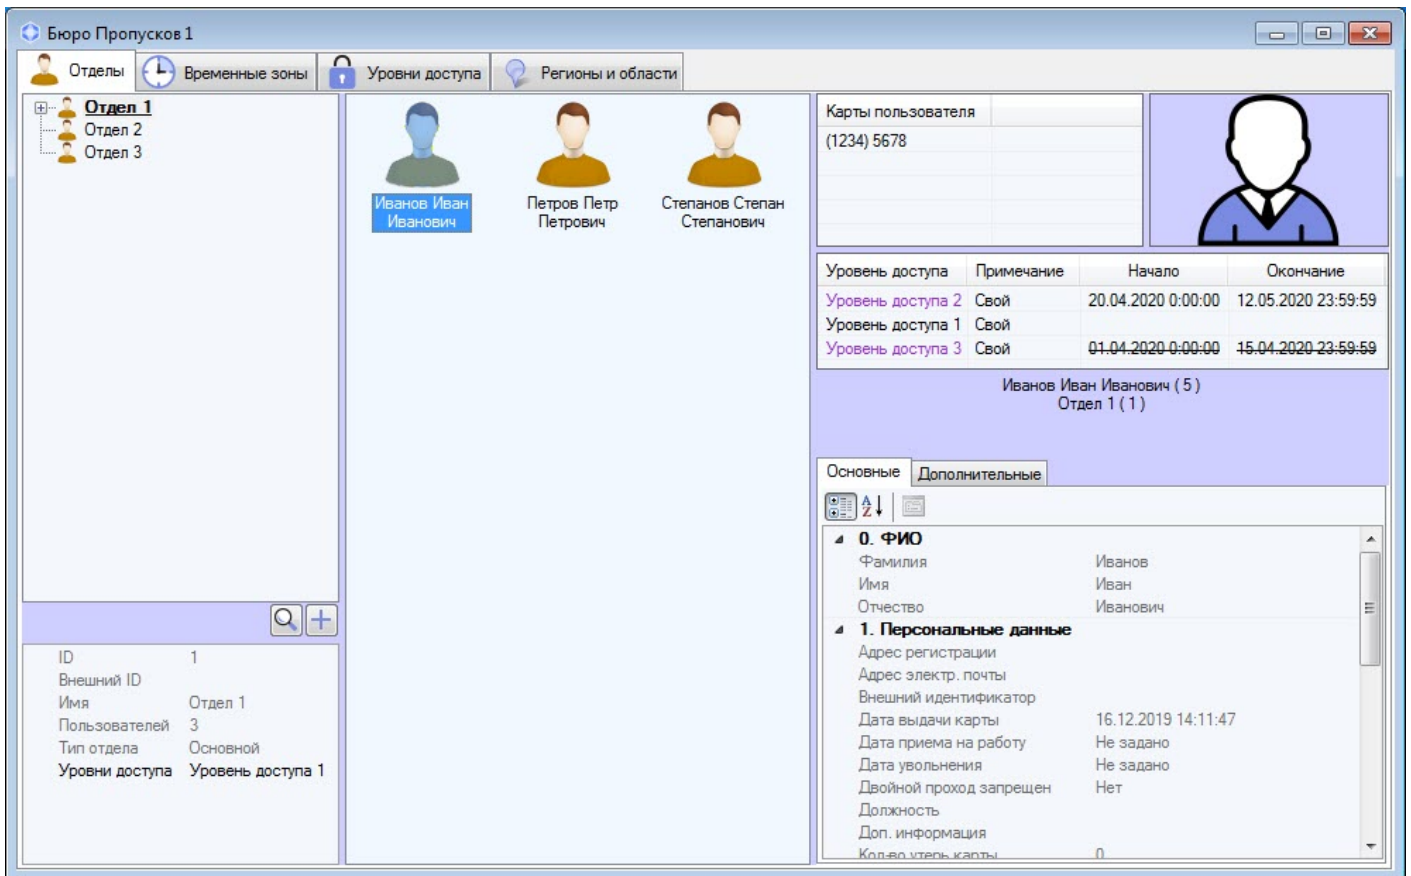 Бюро Пропусков 1
Отделы Временные зоны Уровни доступа Регионы и области
Отдел 1
Отдел 2
Отдел 3
ID 1
Внешний ID
Имя Отдел 1
Пользователей 3
Тип отдела Основной
Уровни доступа Уровень доступа 1
Иванов Иван
Иванович
Петров Петр
Петрович
Степанов Степан
Степанович
Карты пользователя
(1234) 5678
Уровень доступа Примечание Начало Окончание
Уровень доступа 2 Свой 20.04.2020 0:00:00 12.05.2020 23:59:59
Уровень доступа 1 Свой
Уровень доступа 3 Свой 01.04.2020 0:00:00 15.04.2020 23:59:59
Иванов Иван Иванович ( 5 )
Отдел 1 ( 1 )
Основные Дополнительные
0. ФИО
Фамилия Иванов
Имя Иван
Отчество Иванович
1. Персональные данные
Адрес регистрации
Адрес электр. почты
Внешний идентификатор
Дата выдачи карты 16.12.2019 14:11:47
Дата приема на работу Не задано
Дата увольнения Не задано
Двойной проход запрещен Нет
Должность
Доп. информация
Кол-во утерь карты 0